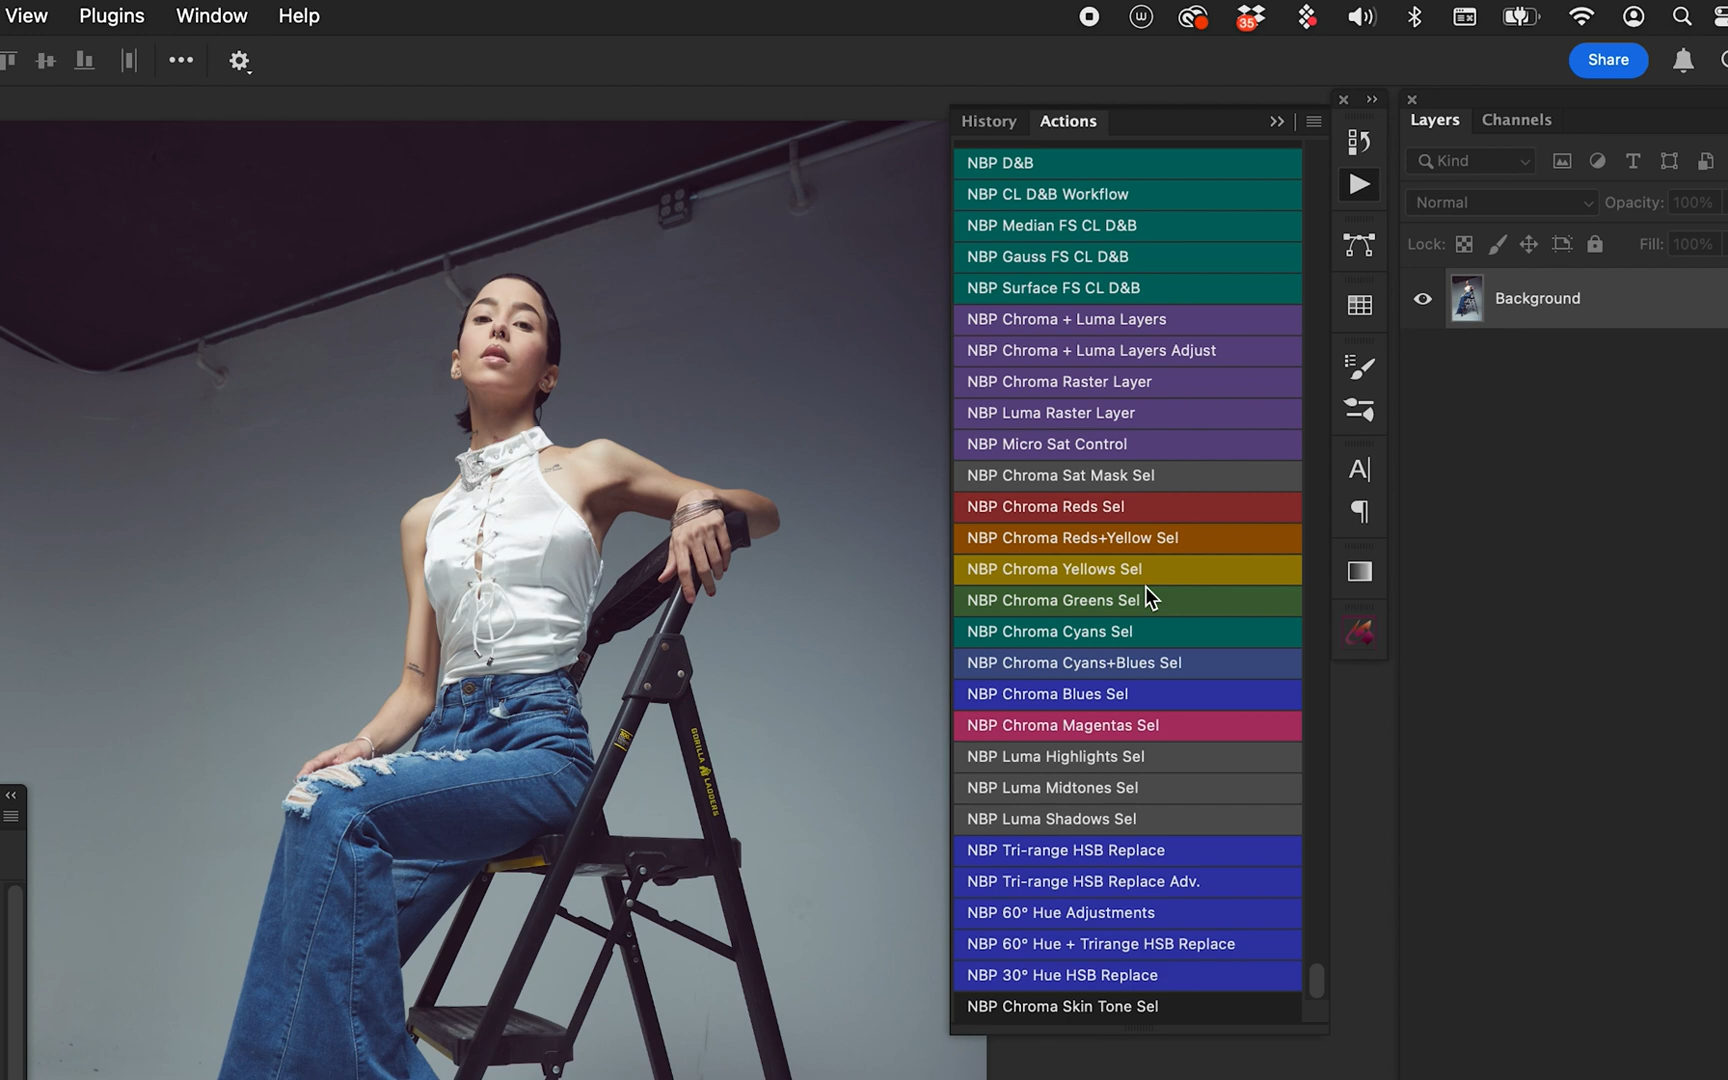 View Plugins Window Help
35
Share
History Actions
Layers Channels
NBP D&B
NBP CL D&B Workflow
NBP Median FS CL D&B
NBP Gauss FS CL D&B
NBP Surface FS CL D&B
NBP Chroma + Luma Layers
NBP Chroma + Luma Layers Adjust
NBP Chroma Raster Layer
NBP Luma Raster Layer
NBP Micro Sat Control
NBP Chroma Sat Mask Sel
NBP Chroma Reds Sel
NBP Chroma Reds+Yellow Sel
NBP Chroma Yellows Sel
NBP Chroma Greens Sel
NBP Chroma Cyans Sel
NBP Chroma Cyans+Blues Sel
NBP Chroma Blues Sel
NBP Chroma Magentas Sel
NBP Luma Highlights Sel
NBP Luma Midtones Sel
NBP Luma Shadows Sel
NBP Tri-range HSB Replace
NBP Tri-range HSB Replace Adv.
NBP 60° Hue Adjustments
NBP 60° Hue + Trirange HSB Replace
NBP 30° Hue HSB Replace
NBP Chroma Skin Tone Sel
Kind
Normal Opacity: 100%
Lock: Fill: 100%
Background
GORILLA LADDERS